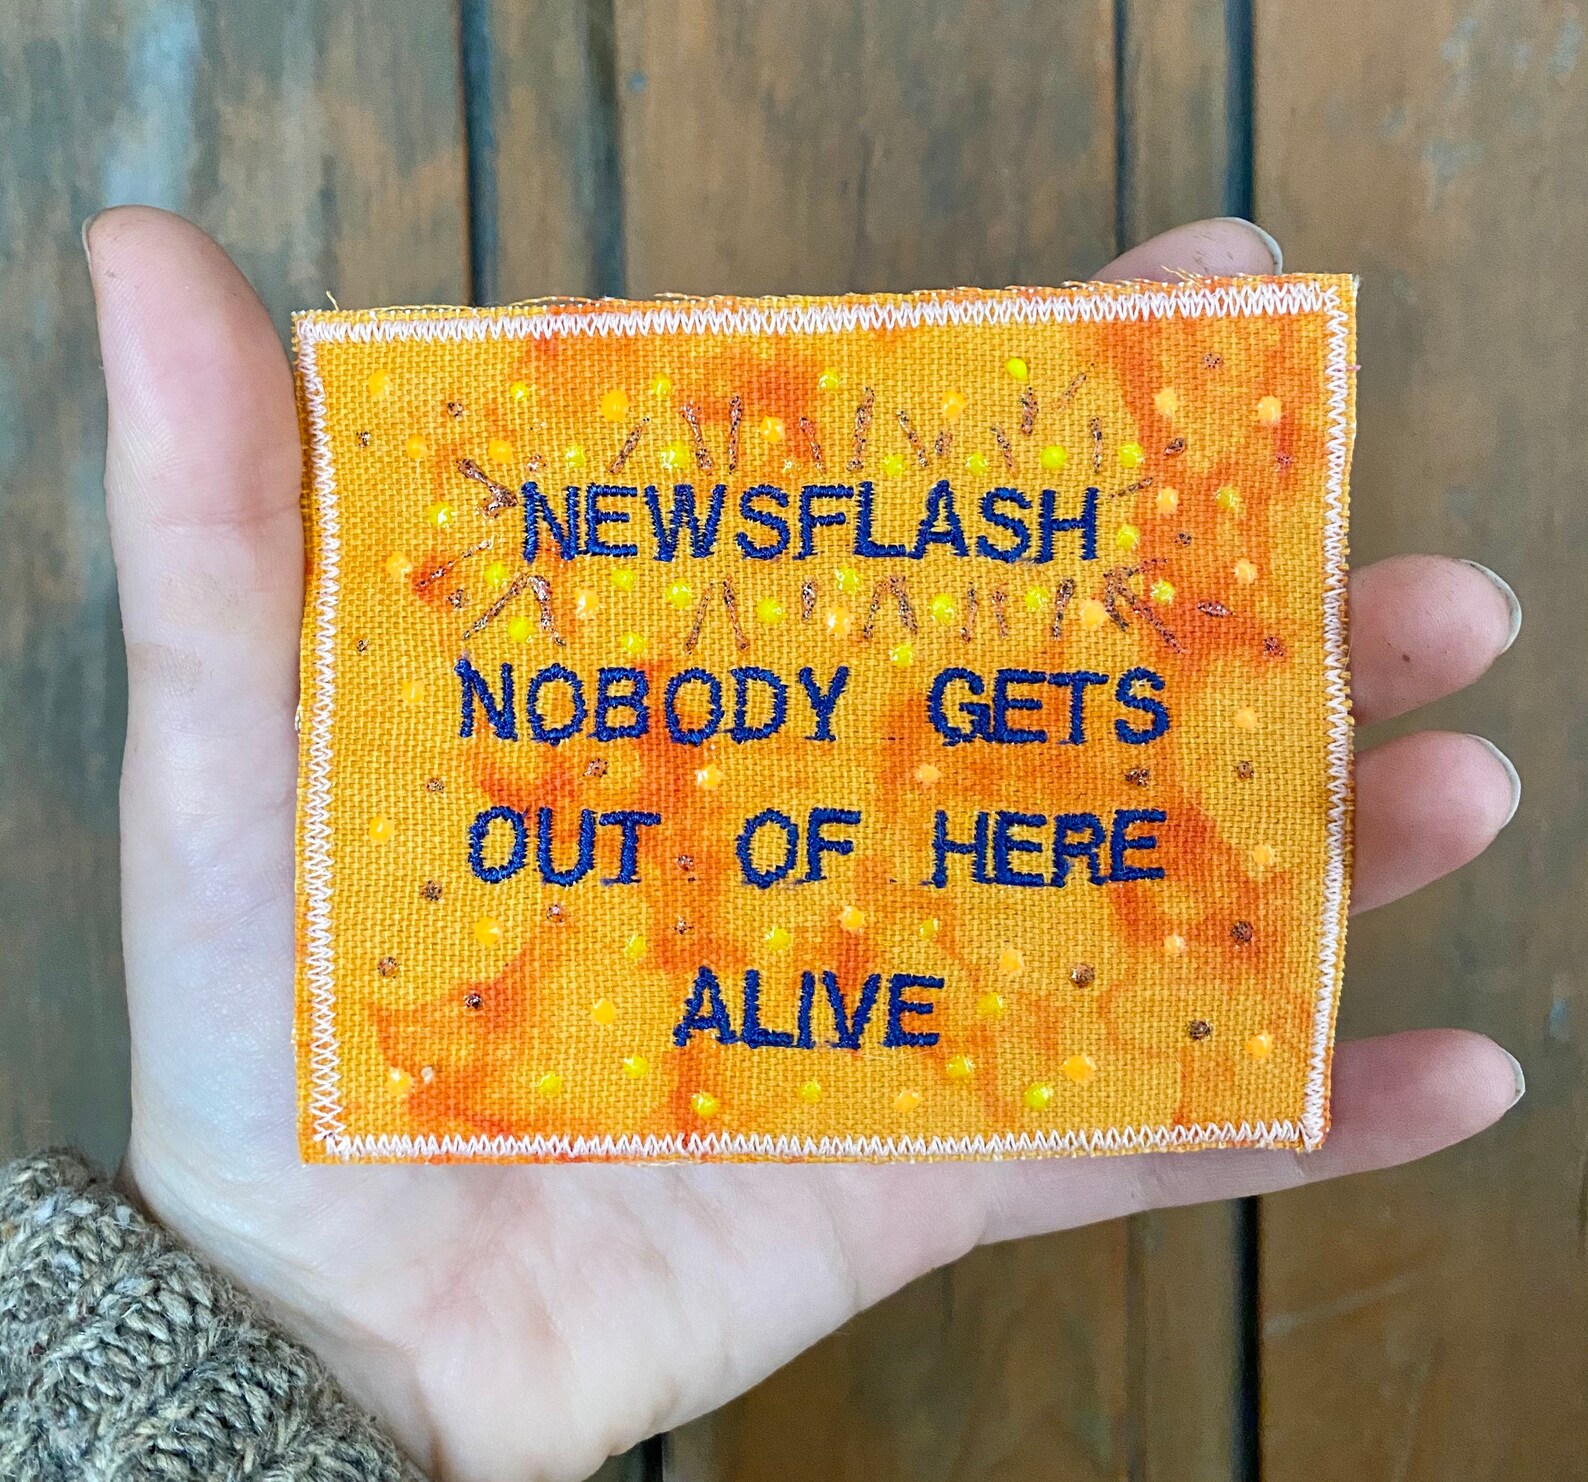 NEWSFLASH
NOBODY GETS
OUT OF HERE
ALIVE